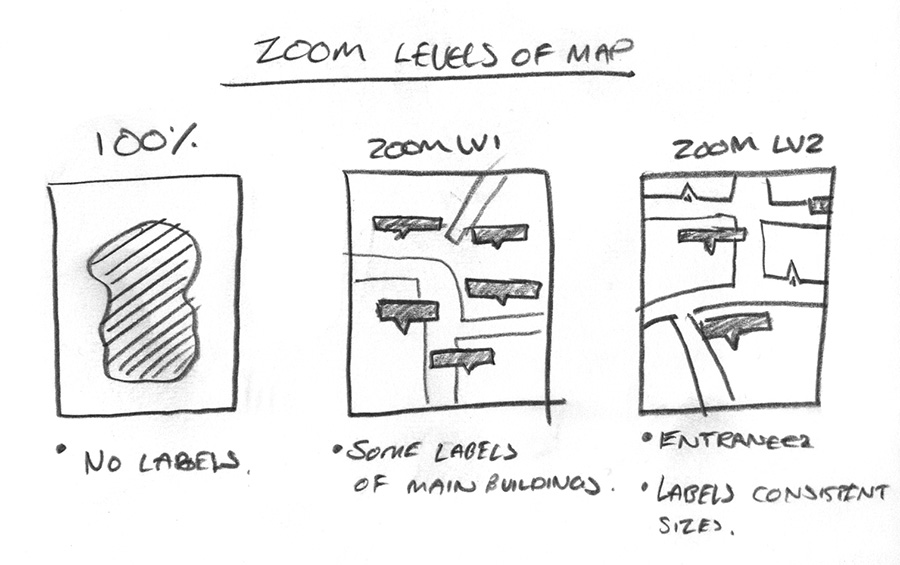 ZOOM LEVELS OF MAP
100%
ZOOM LV1
ZOOM LV2
• NO LABELS.
• SOME LABELS
OF MAIN BUILDINGS.
• ENTRANCES
• LABELS CONSISTENT
SIZES.